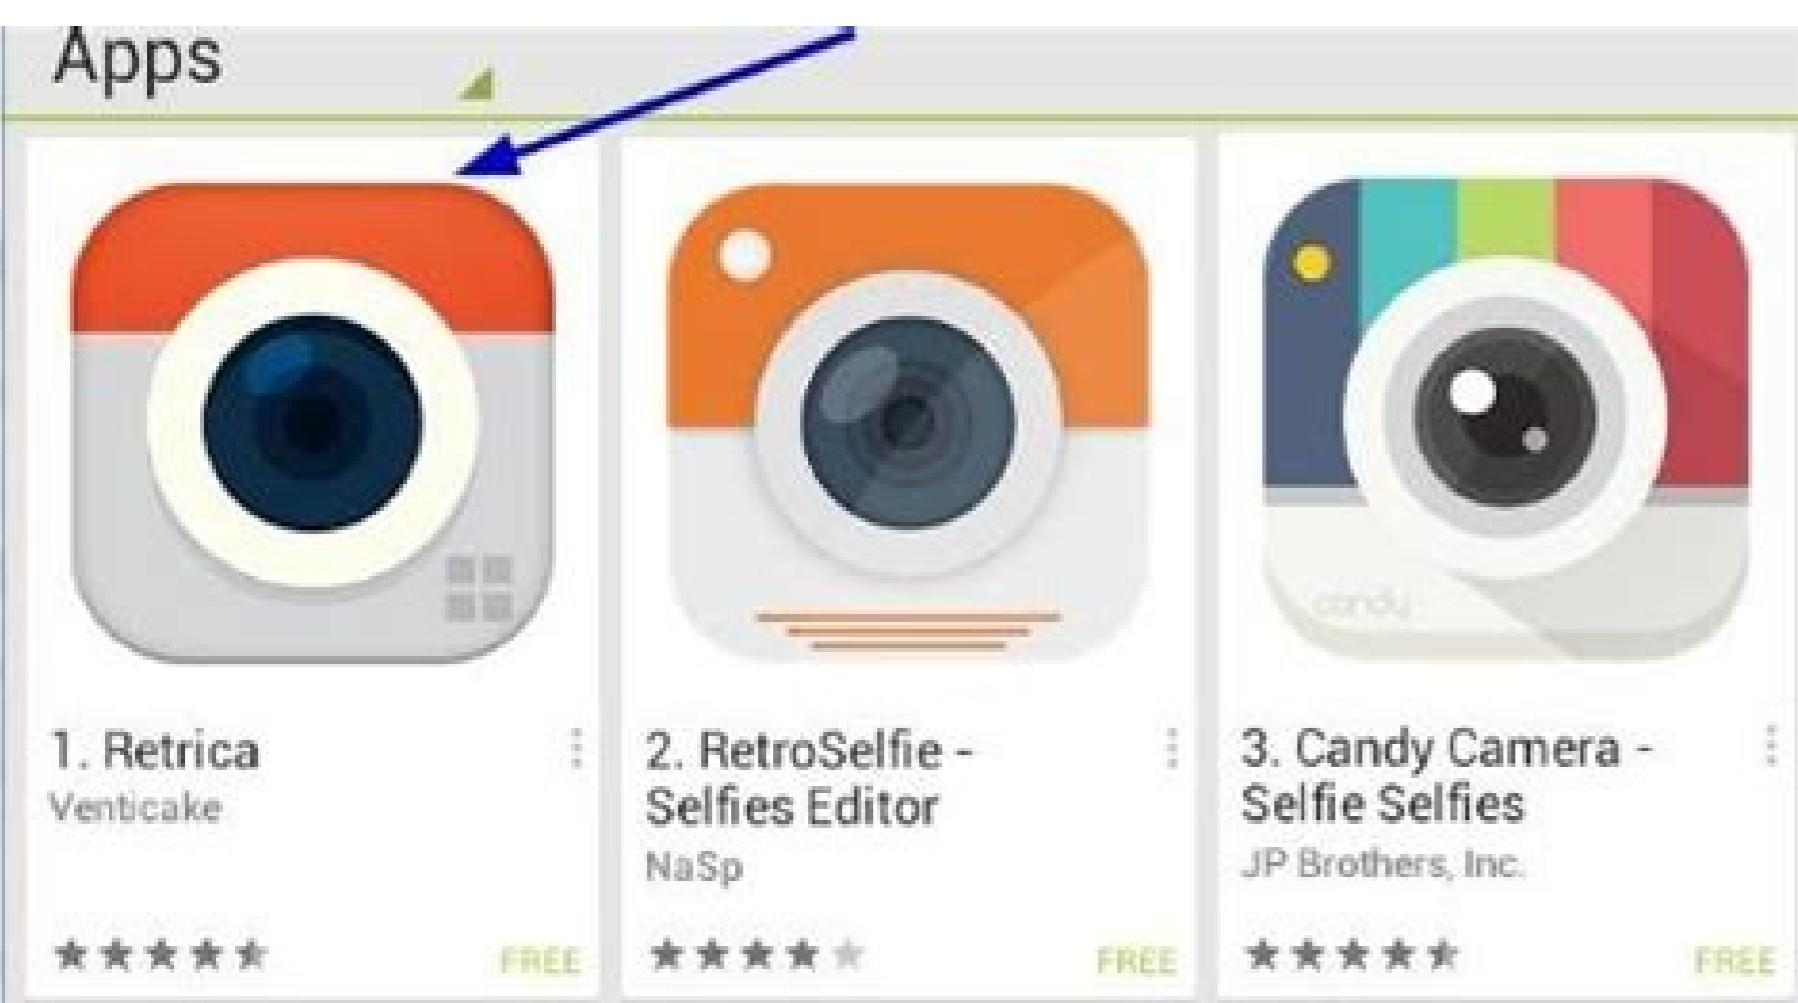 Apps
candy
1. Retrica
Venticake
FREE
2. RetroSelfie -
Selfies Editor
NaSp
FREE
3. Candy Camera -
Selfie Selfies
JP Brothers, Inc.
FREE